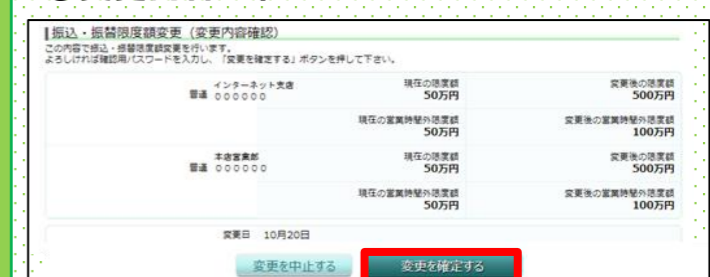 振込・振替限度額変更（変更内容確認）
この内容で振込・振替限度額変更を行います。
よろしければ確認用パスワードを入力し、「変更を確定する」ボタンを押して下さい。
インターネット支店
普通 ００００００
現在の限度額
50万円
変更後の限度額
500万円
現在の営業時間外限度額
50万円
変更後の営業時間外限度額
100万円
本店営業部
普通 ００００００
現在の限度額
50万円
変更後の限度額
500万円
現在の営業時間外限度額
50万円
変更後の営業時間外限度額
100万円
変更日 10月20日
変更を中止する
変更を確定する